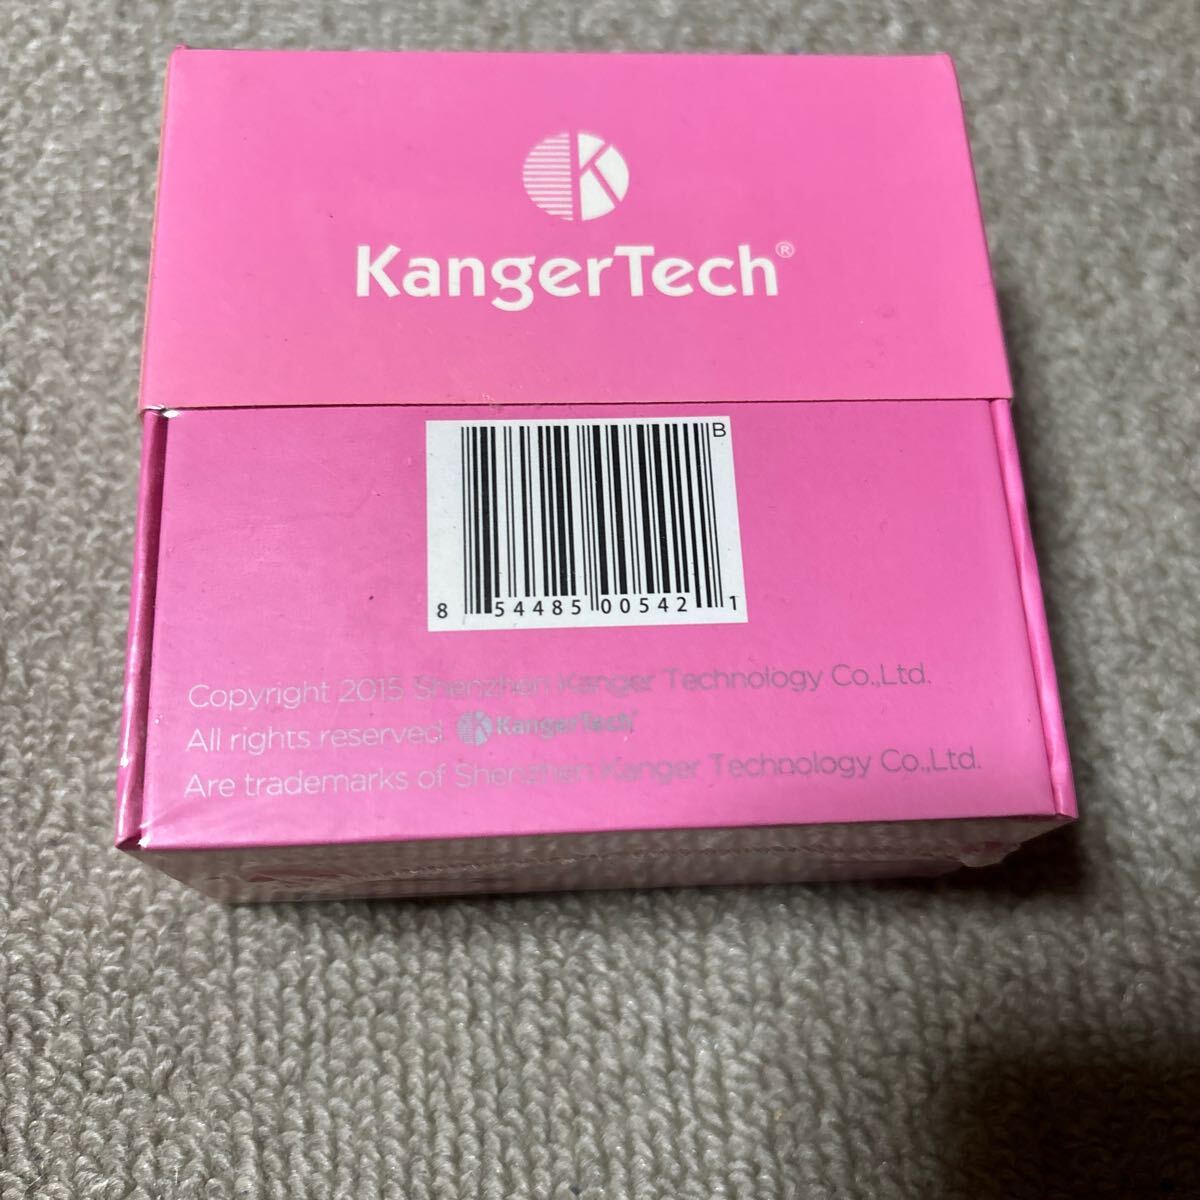 K
KangerTech®
B
8 54485 00542 1
Copyright 2015 Shenzhen Kanger Technology Co.,Ltd.
All rights reserved. K KangerTech®
Are trademarks of Shenzhen Kanger Technology Co.,Ltd.